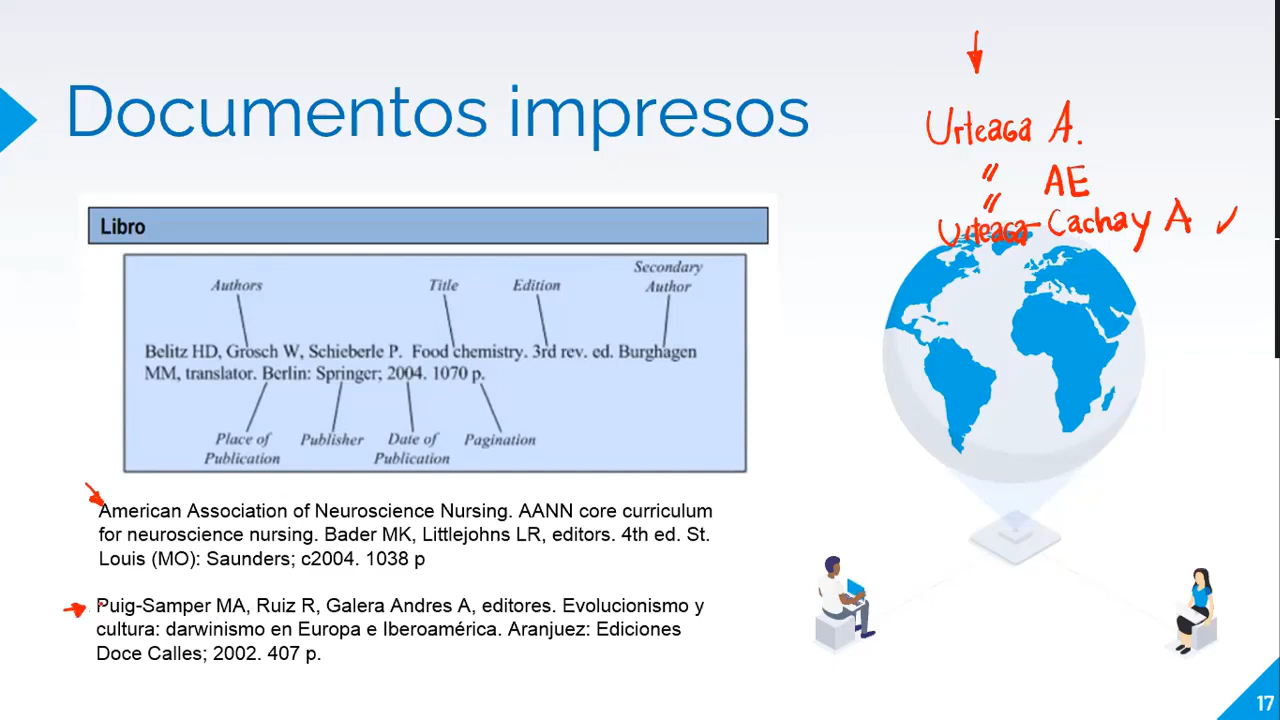 Documentos impresos
Urteaga A.
" AE
"
Urteaga-Cachay A ✓
Libro
Authors
Title
Edition
Secondary
Author
Belitz HD, Grosch W, Schieberle P. Food chemistry. 3rd rev. ed. Burghagen
MM, translator. Berlin: Springer; 2004. 1070 p.
Place of
Publication
Publisher
Date of
Publication
Pagination
American Association of Neuroscience Nursing. AANN core curriculum
for neuroscience nursing. Bader MK, Littlejohns LR, editors. 4th ed. St.
Louis (MO): Saunders; c2004. 1038 p
Puig-Samper MA, Ruiz R, Galera Andres A, editores. Evolucionismo y
cultura: darwinismo en Europa e Iberoamérica. Aranjuez: Ediciones
Doce Calles; 2002. 407 p.
17